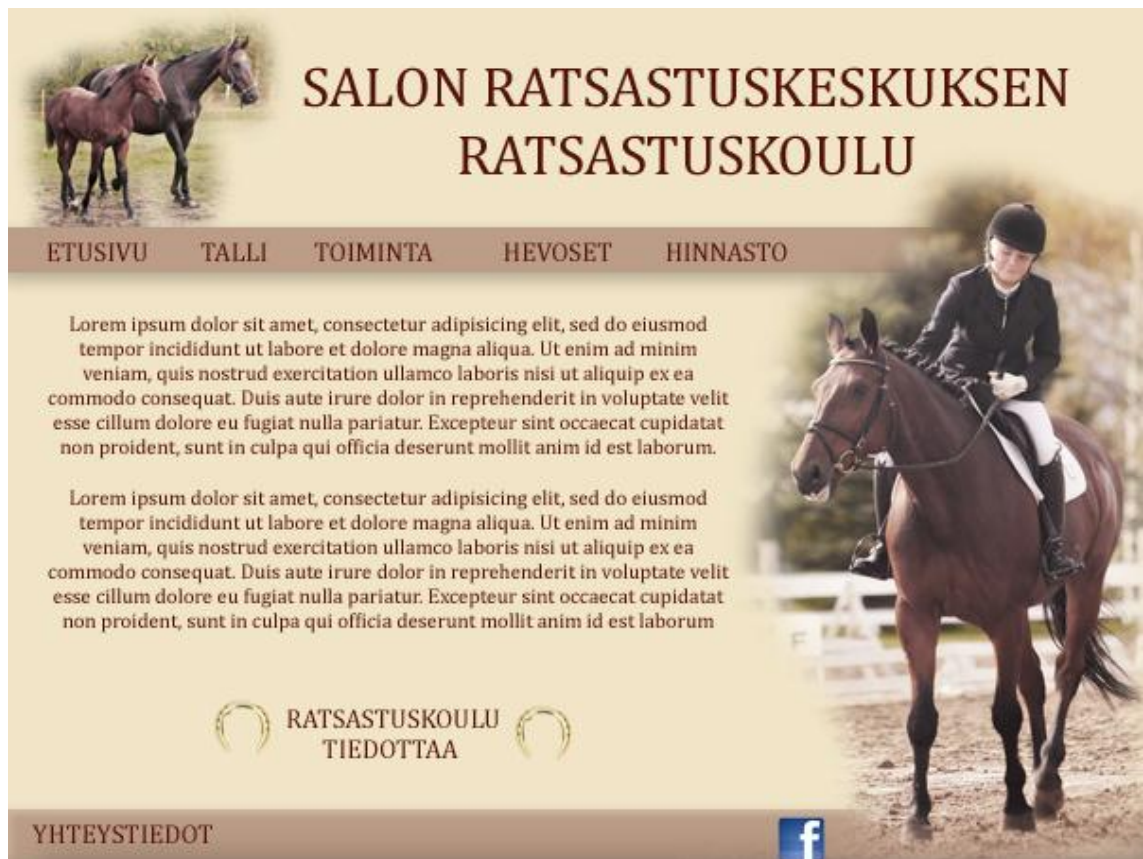 SALON RATSASTUSKESKUKSEN
RATSASTUSKOULU
ETUSIVU TALLI TOIMINTA HEVOSET HINNASTO
Lorem ipsum dolor sit amet, consectetur adipisicing elit, sed do eiusmod
tempor incididunt ut labore et dolore magna aliqua. Ut enim ad minim
veniam, quis nostrud exercitation ullamco laboris nisi ut aliquip ex ea
commodo consequat. Duis aute irure dolor in reprehenderit in voluptate velit
esse cillum dolore eu fugiat nulla pariatur. Excepteur sint occaecat cupidatat
non proident, sunt in culpa qui officia deserunt mollit anim id est laborum.
Lorem ipsum dolor sit amet, consectetur adipisicing elit, sed do eiusmod
tempor incididunt ut labore et dolore magna aliqua. Ut enim ad minim
veniam, quis nostrud exercitation ullamco laboris nisi ut aliquip ex ea
commodo consequat. Duis aute irure dolor in reprehenderit in voluptate velit
esse cillum dolore eu fugiat nulla pariatur. Excepteur sint occaecat cupidatat
non proident, sunt in culpa qui officia deserunt mollit anim id est laborum
RATSASTUSKOULU
TIEDOTTAA
YHTEYSTIEDOT f